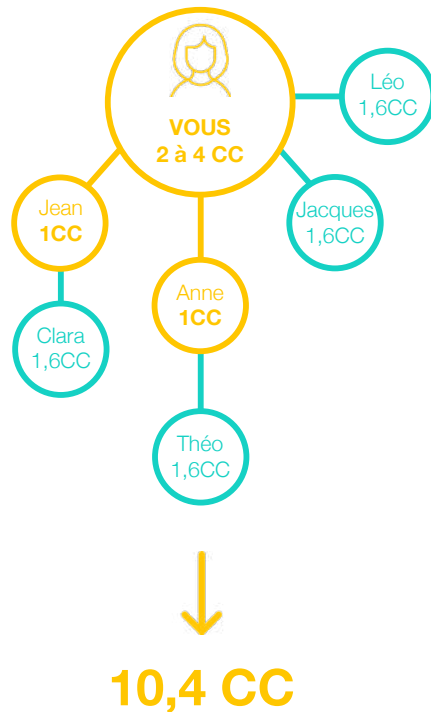 VOUS
2 à 4 CC
Léo
1,6CC
Jean
1CC
Jacques
1,6CC
Anne
1CC
Clara
1,6CC
Théo
1,6CC
10,4 CC